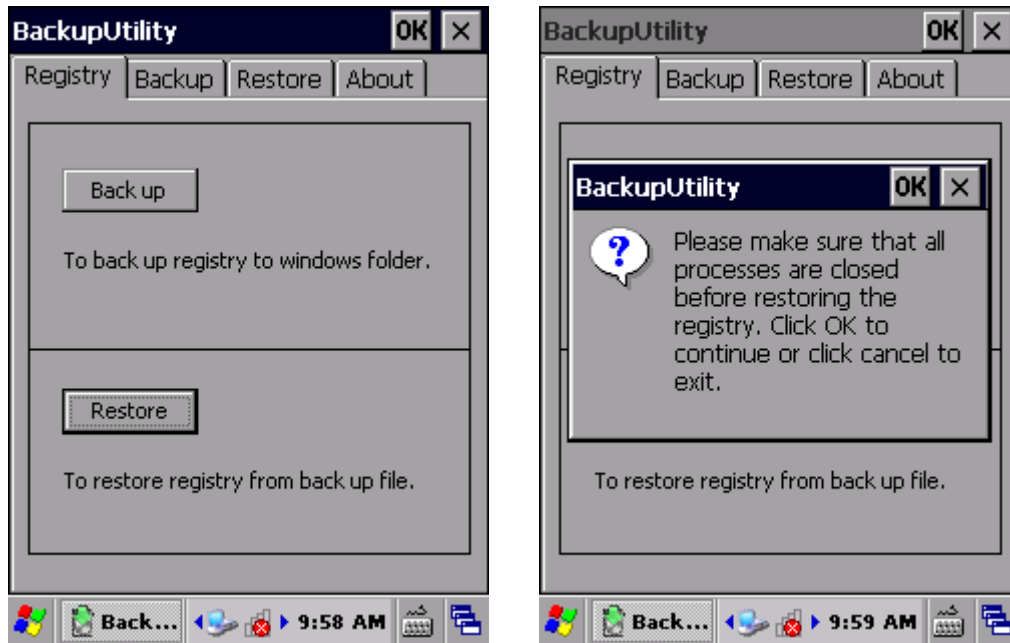 BackupUtility OK
Registry Backup Restore About
Back up
To back up registry to windows folder.
Restore
To restore registry from back up file.
Back... 9:58 AM
BackupUtility OK
Registry Backup Restore About
BackupUtility OK
Please make sure that all
processes are closed
before restoring the
registry. Click OK to
continue or click cancel to
exit.
To restore registry from back up file.
Back... 9:59 AM